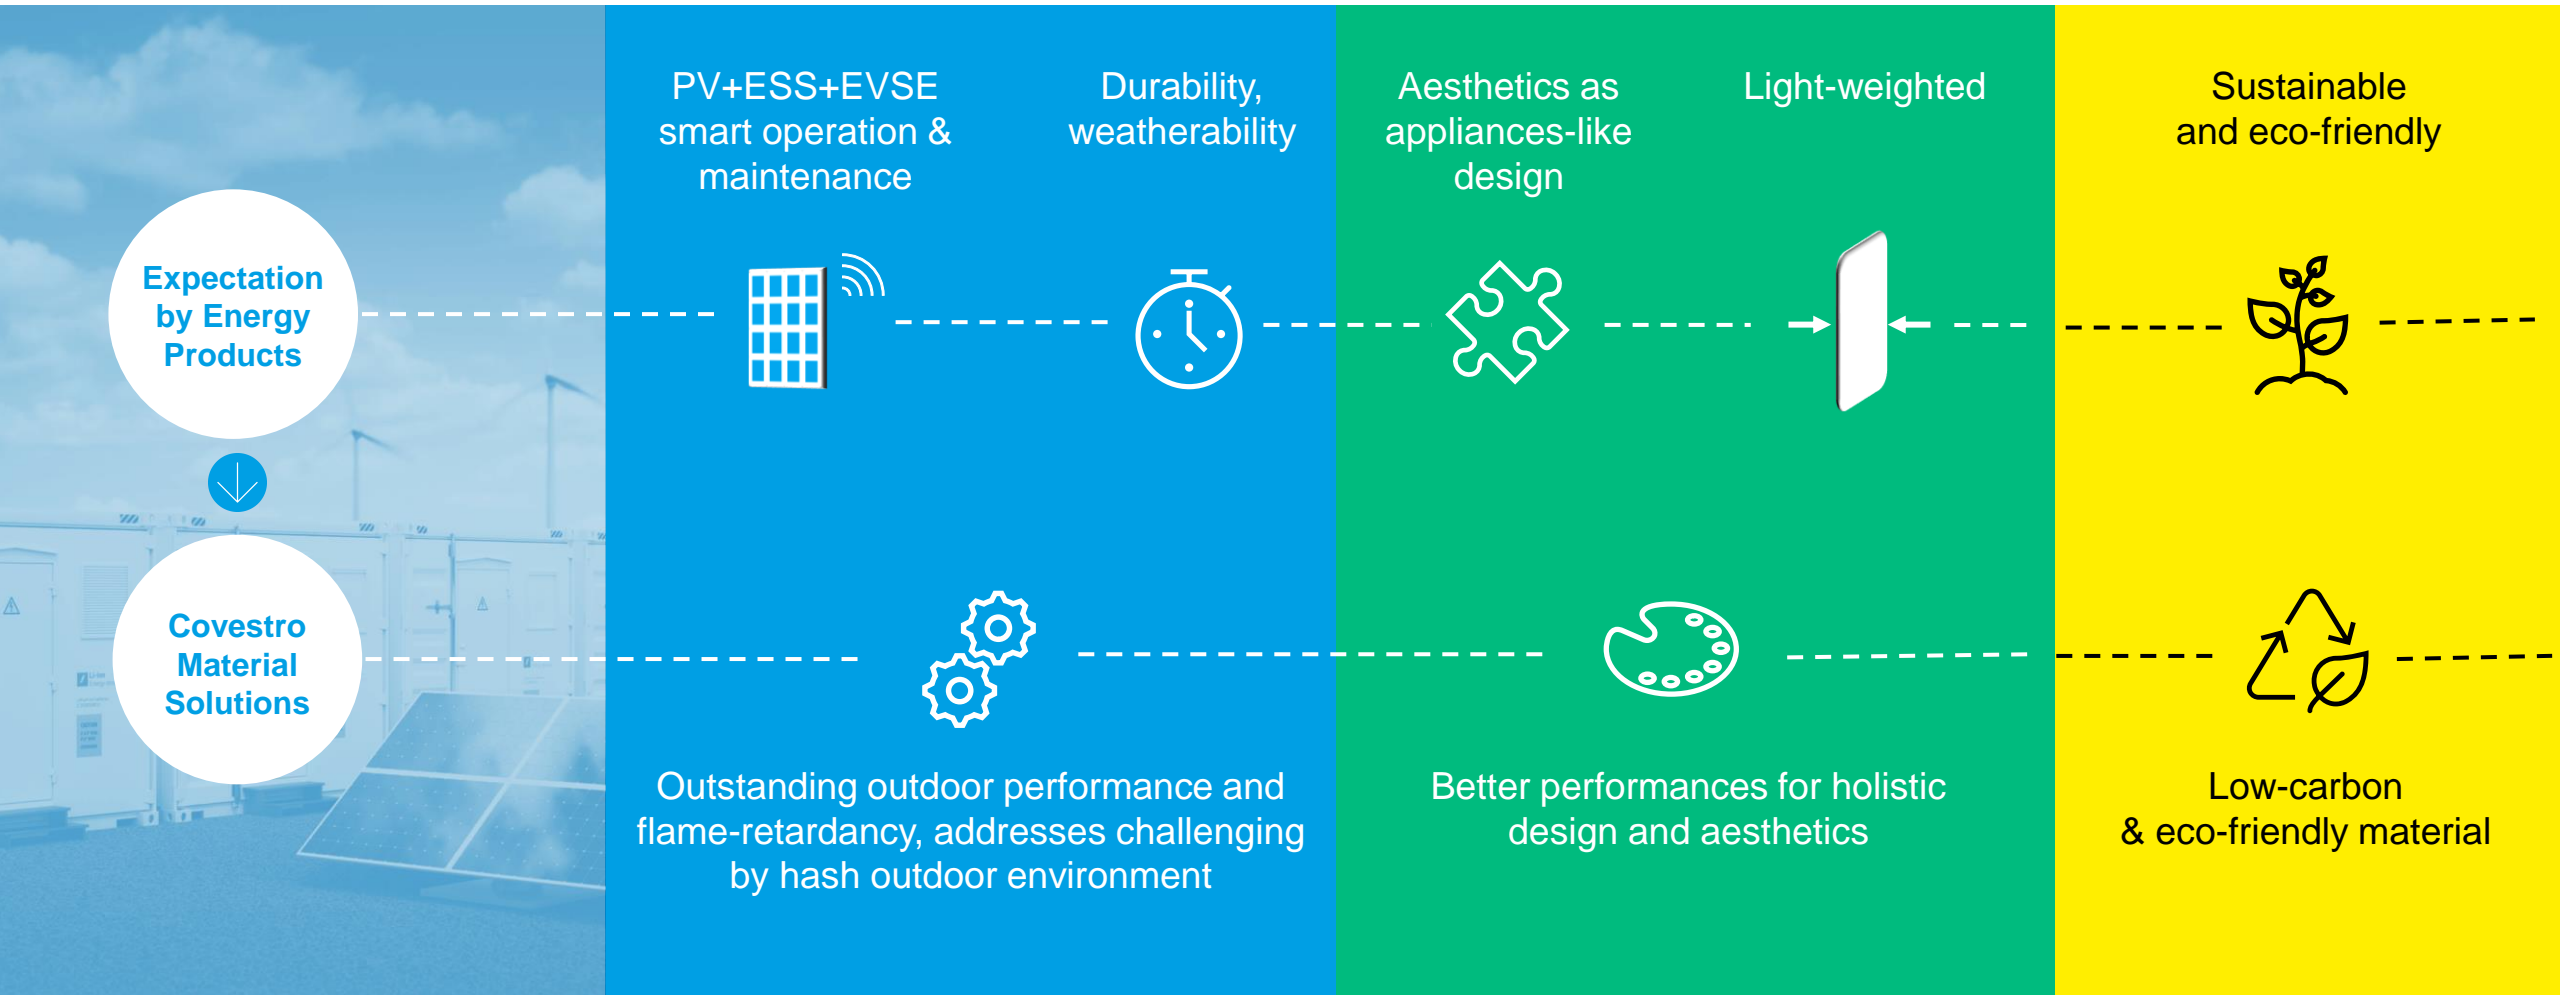 Expectation
by Energy
Products
PV+ESS+EVSE
smart operation &
maintenance
Durability,
weatherability
Aesthetics as
appliances-like
design
Light-weighted
Sustainable
and eco-friendly
Covestro
Material
Solutions
Outstanding outdoor performance and
flame-retardancy, addresses challenging
by hash outdoor environment
Better performances for holistic
design and aesthetics
Low-carbon
& eco-friendly material